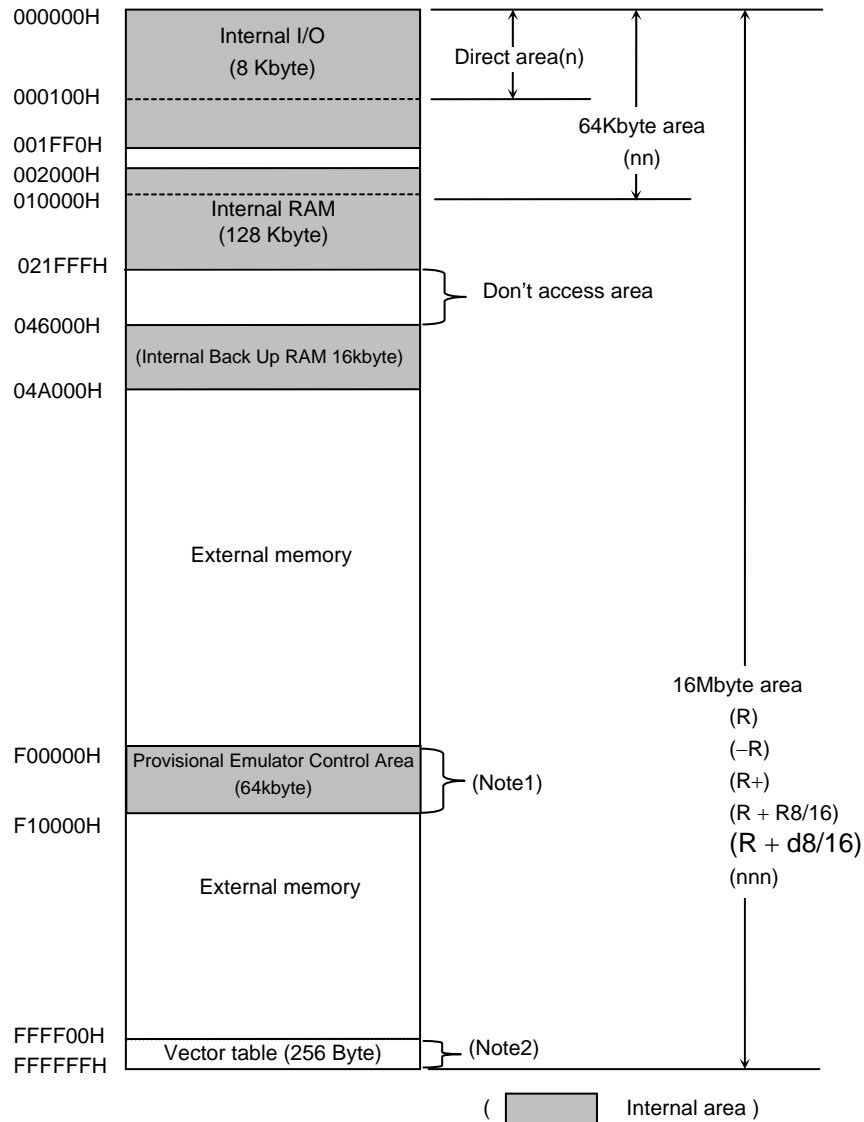 000000H
Internal I/O
(8 Kbyte)
Direct area(n)
000100H
64Kbyte area
(nn)
001FF0H
002000H
010000H
Internal RAM
(128 Kbyte)
021FFFH
Don't access area
046000H
(Internal Back Up RAM 16kbyte)
04A000H
External memory
16Mbyte area
(R)
(−R)
(R+)
(R + R8/16)
(R + d8/16)
(nnn)
F00000H
Provisional Emulator Control Area
(64kbyte)
(Note1)
F10000H
External memory
FFFF00H
Vector table (256 Byte)
(Note2)
FFFFFFH
( Internal area )